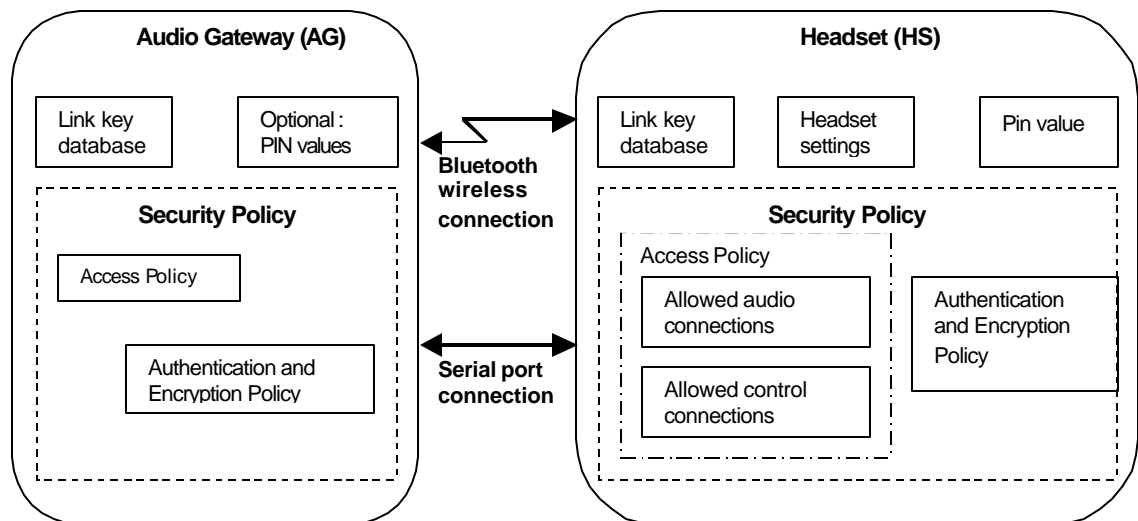 Audio Gateway (AG)
Link key
database
Optional :
PIN values
Security Policy
Access Policy
Authentication and
Encryption Policy
Bluetooth
wireless
connection
Serial port
connection
Headset (HS)
Link key
database
Headset
settings
Pin value
Security Policy
Access Policy
Allowed audio
connections
Allowed control
connections
Authentication
and Encryption
Policy